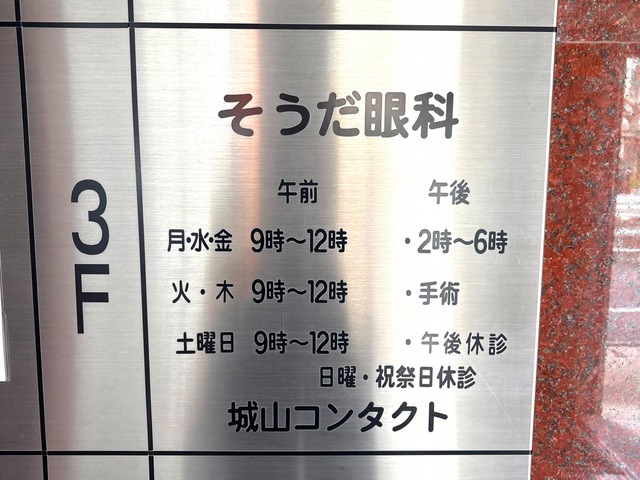 3F
そうだ眼科
午前 午後
月・水・金 9時～12時 ・2時～6時
火・木 9時～12時 ・手術
土曜日 9時～12時 ・午後休診
日曜・祝祭日休診
城山コンタクト